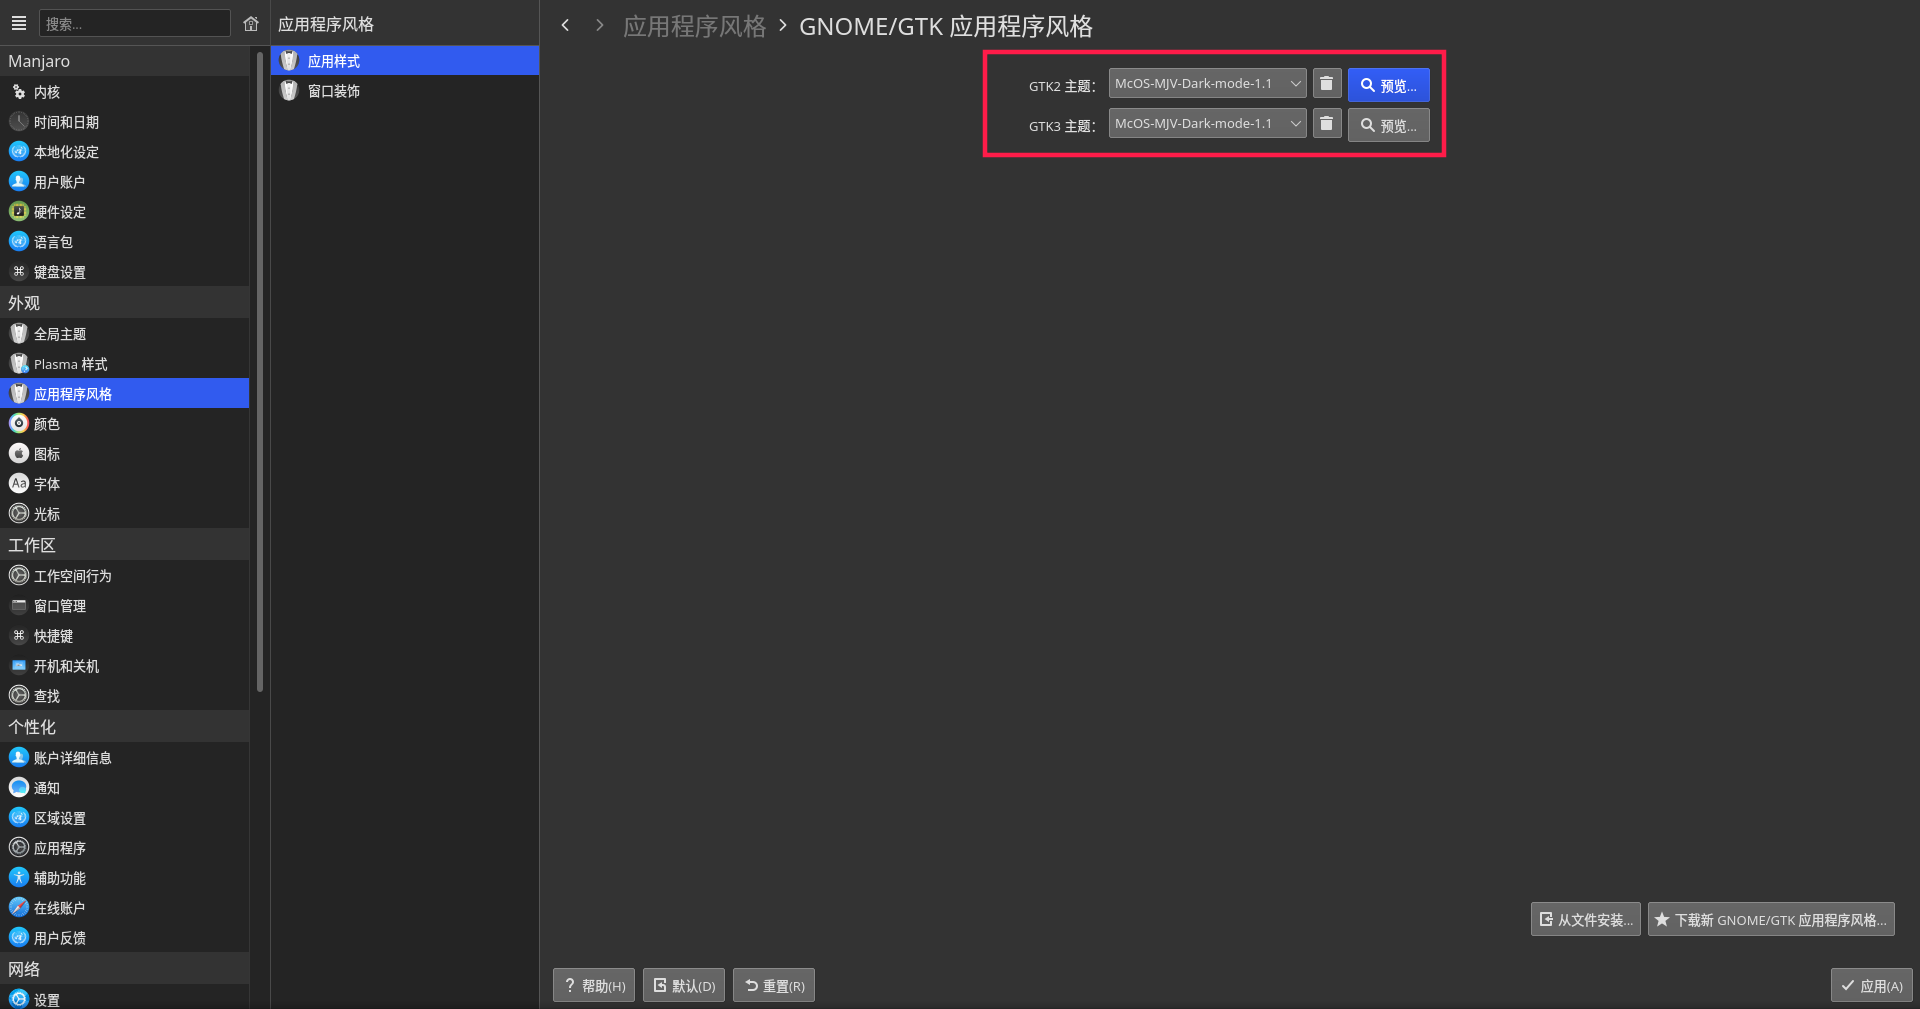 搜索...
Manjaro
内核
时间和日期
本地化设定
用户账户
硬件设定
语言包
键盘设置
外观
全局主题
Plasma 样式
应用程序风格
颜色
图标
Aa 字体
光标
工作区
工作空间行为
窗口管理
快捷键
开机和关机
查找
个性化
账户详细信息
通知
区域设置
应用程序
辅助功能
在线账户
用户反馈
网络
设置
应用程序风格
应用样式
窗口装饰
应用程序风格 > GNOME/GTK 应用程序风格
GTK2 主题： McOS-MJV-Dark-mode-1.1 预览...
GTK3 主题： McOS-MJV-Dark-mode-1.1 预览...
从文件安装... 下载新 GNOME/GTK 应用程序风格...
? 帮助(H) 默认(D) 重置(R) 应用(A)